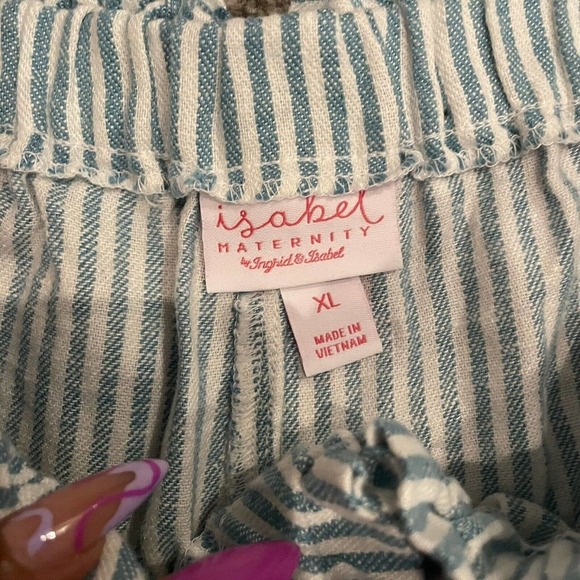 isabel
MATERNITY
by Ingrid & Isabel
XL
MADE IN
VIETNAM